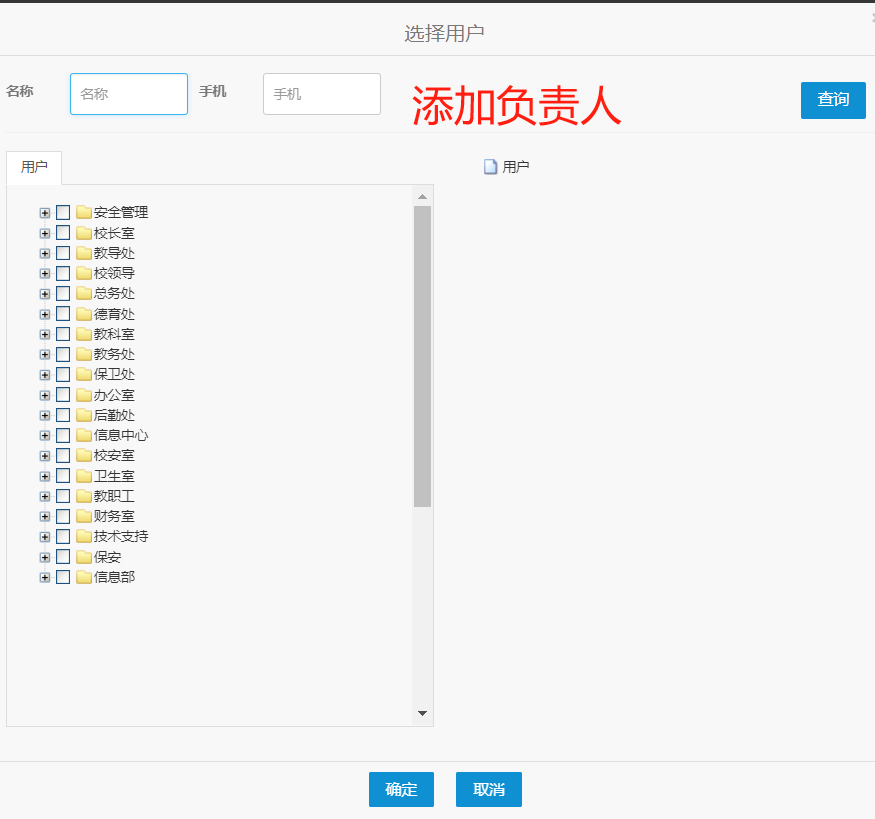 选择用户
名称 名称 手机 手机 添加负责人 查询
用户 用户
安全管理
校长室
教导处
校领导
总务处
德育处
教科室
教务处
保卫处
办公室
后勤处
信息中心
校安室
卫生室
教职工
财务室
技术支持
保安
信息部
确定 取消